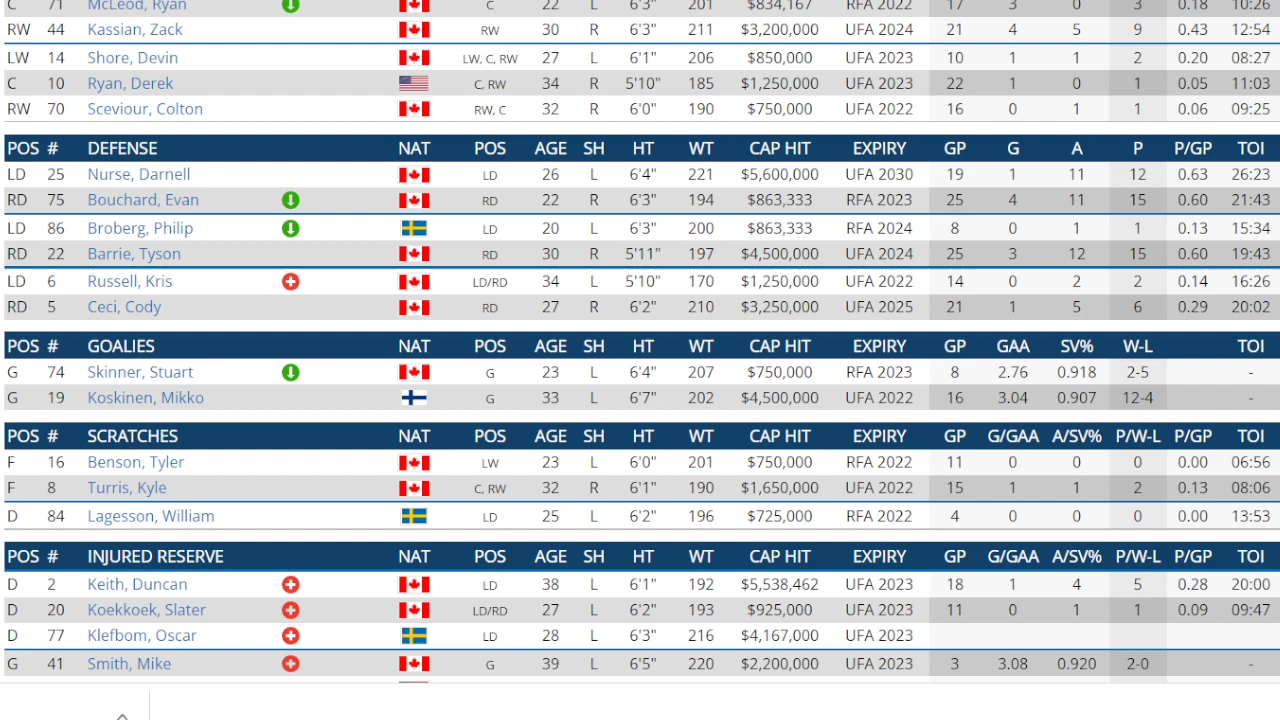 C 71 McLeod, Ryan C 22 L 6'3" 201 $834,167 RFA 2022 17 3 0 3 0.18 10:26
RW 44 Kassian, Zack RW 30 R 6'3" 211 $3,200,000 UFA 2024 21 4 5 9 0.43 12:54
LW 14 Shore, Devin LW, C, RW 27 L 6'1" 206 $850,000 UFA 2023 10 1 1 2 0.20 08:27
C 10 Ryan, Derek C, RW 34 R 5'10" 185 $1,250,000 UFA 2023 22 1 0 1 0.05 11:03
RW 70 Sceviour, Colton RW, C 32 R 6'0" 190 $750,000 UFA 2022 16 0 1 1 0.06 09:25
POS # DEFENSE NAT POS AGE SH HT WT CAP HIT EXPIRY GP G A P P/GP TOI
LD 25 Nurse, Darnell LD 26 L 6'4" 221 $5,600,000 UFA 2030 19 1 11 12 0.63 26:23
RD 75 Bouchard, Evan RD 22 R 6'3" 194 $863,333 RFA 2023 25 4 11 15 0.60 21:43
LD 86 Broberg, Philip LD 20 L 6'3" 200 $863,333 RFA 2024 8 0 1 1 0.13 15:34
RD 22 Barrie, Tyson RD 30 R 5'11" 197 $4,500,000 UFA 2024 25 3 12 15 0.60 19:43
LD 6 Russell, Kris LD/RD 34 L 5'10" 170 $1,250,000 UFA 2022 14 0 2 2 0.14 16:26
RD 5 Ceci, Cody RD 27 R 6'2" 210 $3,250,000 UFA 2025 21 1 5 6 0.29 20:02
POS # GOALIES NAT POS AGE SH HT WT CAP HIT EXPIRY GP GAA SV% W-L TOI
G 74 Skinner, Stuart G 23 L 6'4" 207 $750,000 RFA 2023 8 2.76 0.918 2-5 -
G 19 Koskinen, Mikko G 33 L 6'7" 202 $4,500,000 UFA 2022 16 3.04 0.907 12-4 -
POS # SCRATCHES NAT POS AGE SH HT WT CAP HIT EXPIRY GP G/GAA A/SV% P/W-L P/GP TOI
F 16 Benson, Tyler LW 23 L 6'0" 201 $750,000 RFA 2022 11 0 0 0 0.00 06:56
F 8 Turris, Kyle C, RW 32 R 6'1" 190 $1,650,000 UFA 2022 15 1 1 2 0.13 08:06
D 84 Lagesson, William LD 25 L 6'2" 196 $725,000 RFA 2022 4 0 0 0 0.00 13:53
POS # INJURED RESERVE NAT POS AGE SH HT WT CAP HIT EXPIRY GP G/GAA A/SV% P/W-L P/GP TOI
D 2 Keith, Duncan LD 38 L 6'1" 192 $5,538,462 UFA 2023 18 1 4 5 0.28 20:00
D 20 Koekkoek, Slater LD/RD 27 L 6'2" 193 $925,000 UFA 2023 11 0 1 1 0.09 09:47
D 77 Klefbom, Oscar LD 28 L 6'3" 216 $4,167,000 UFA 2023
G 41 Smith, Mike G 39 L 6'5" 220 $2,200,000 UFA 2023 3 3.08 0.920 2-0 -